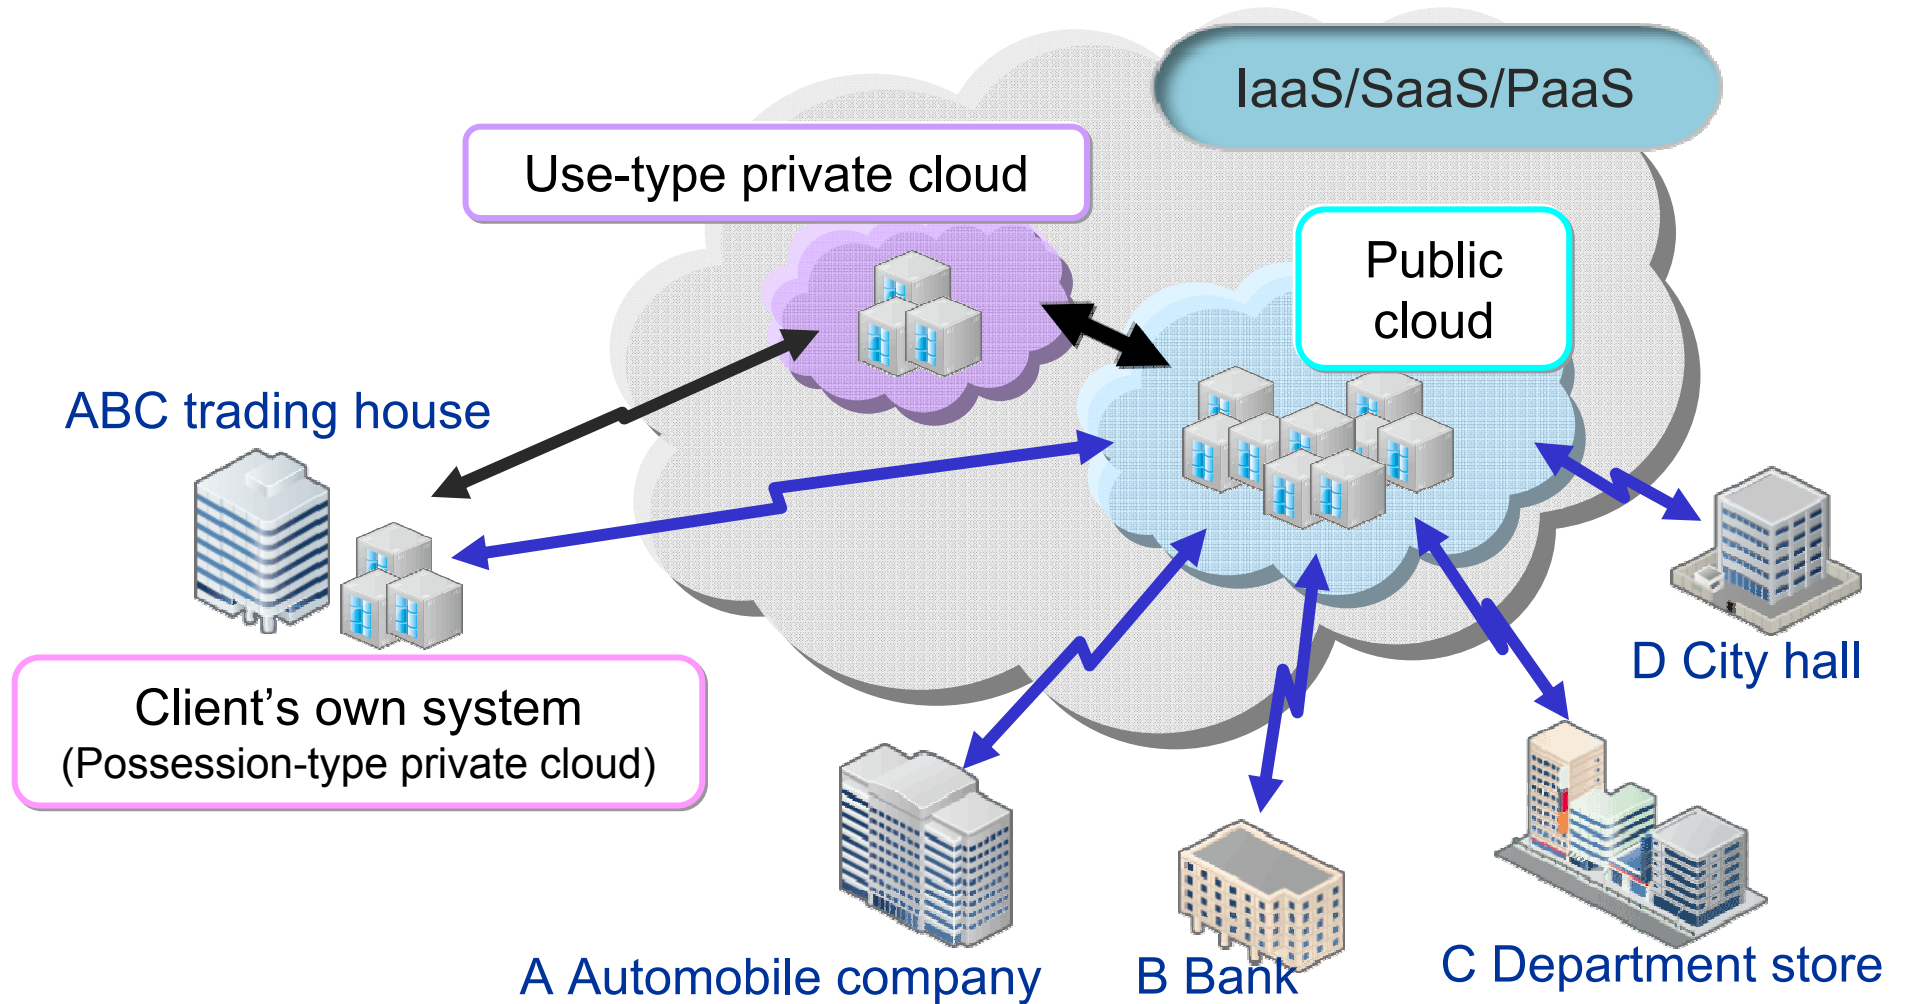 IaaS/SaaS/PaaS
Use-type private cloud
Public
cloud
ABC trading house
Client’s own system
(Possession-type private cloud)
D City hall
A Automobile company
B Bank
C Department store